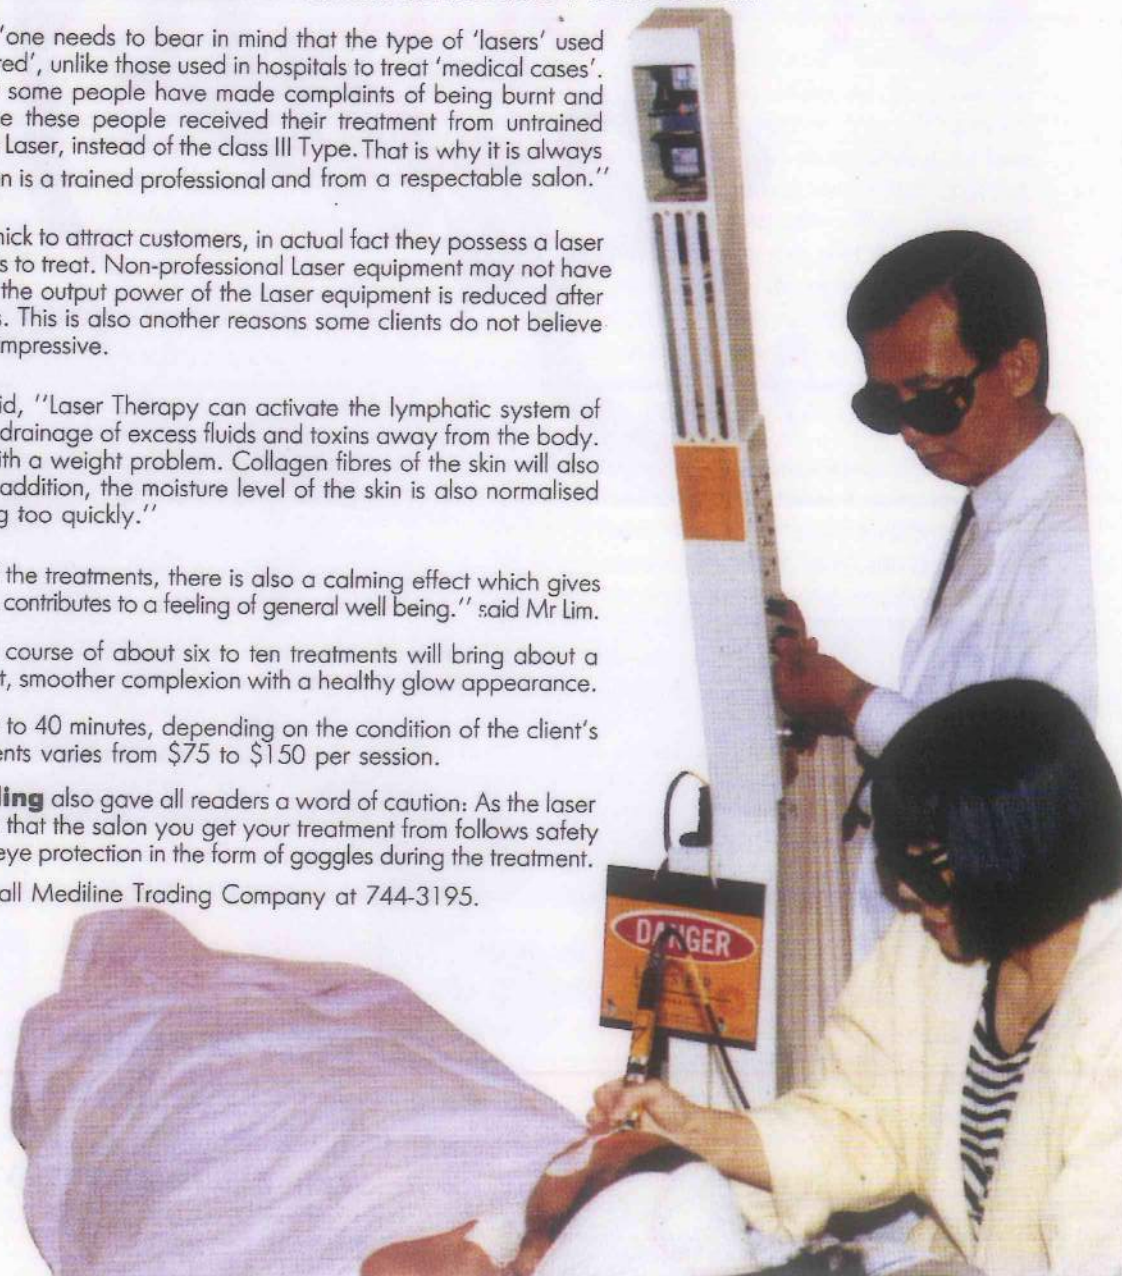 'one needs to bear in mind that the type of 'lasers' used
red', unlike those used in hospitals to treat 'medical cases'.
some people have made complaints of being burnt and
e these people received their treatment from untrained
Laser, instead of the class III Type. That is why it is always
n is a trained professional and from a respectable salon."
nick to attract customers, in actual fact they possess a laser
s to treat. Non-professional Laser equipment may not have
the output power of the Laser equipment is reduced after
s. This is also another reasons some clients do not believe
mpressive.
id, "Laser Therapy can activate the lymphatic system of
drainage of excess fluids and toxins away from the body.
ith a weight problem. Collagen fibres of the skin will also
addition, the moisture level of the skin is also normalised
g too quickly."
the treatments, there is also a calming effect which gives
contributes to a feeling of general well being." said Mr Lim.
course of about six to ten treatments will bring about a
t, smoother complexion with a healthy glow appearance.
to 40 minutes, depending on the condition of the client's
ents varies from $75 to $150 per session.
ling also gave all readers a word of caution: As the laser
that the salon you get your treatment from follows safety
eye protection in the form of goggles during the treatment.
all Mediline Trading Company at 744-3195.
DANGER